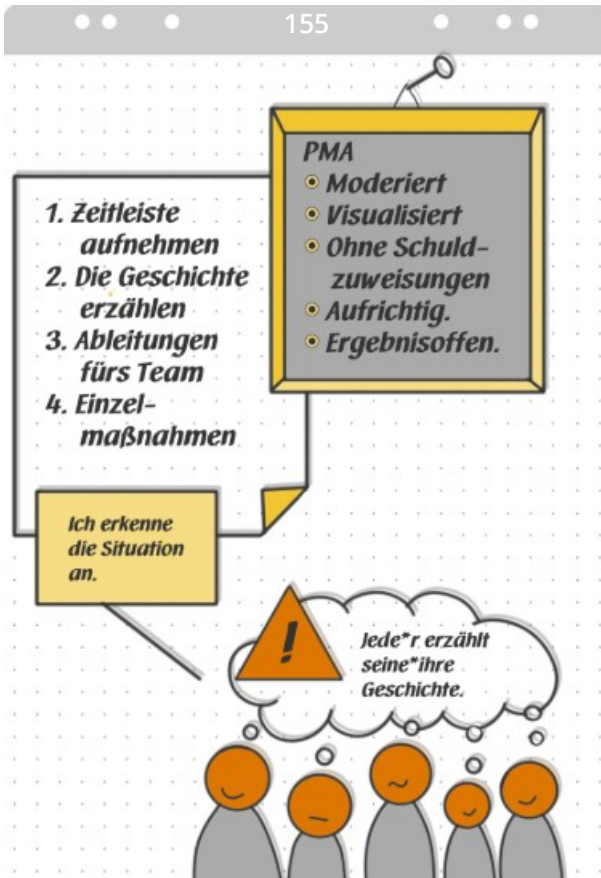 155
PMA
Moderiert
Visualisiert
Ohne Schuld-
zuweisungen
Aufrichtig.
Ergebnisoffen.
1. Zeitleiste
aufnehmen
2. Die Geschichte
erzählen
3. Ableitungen
fürs Team
4. Einzel-
maßnahmen
Ich erkenne
die Situation
an.
!
Jede*r erzählt
seine*ihre
Geschichte.